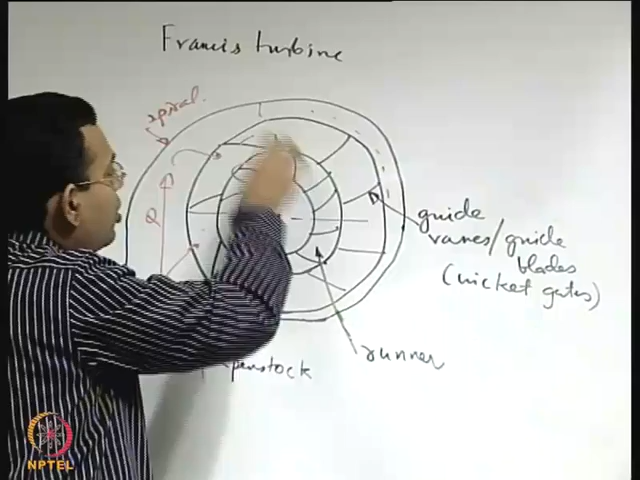 Francis turbine
spiral
Q
guide
vanes/guide
blades
(wicket gates)
runner
penstock
NPTEL